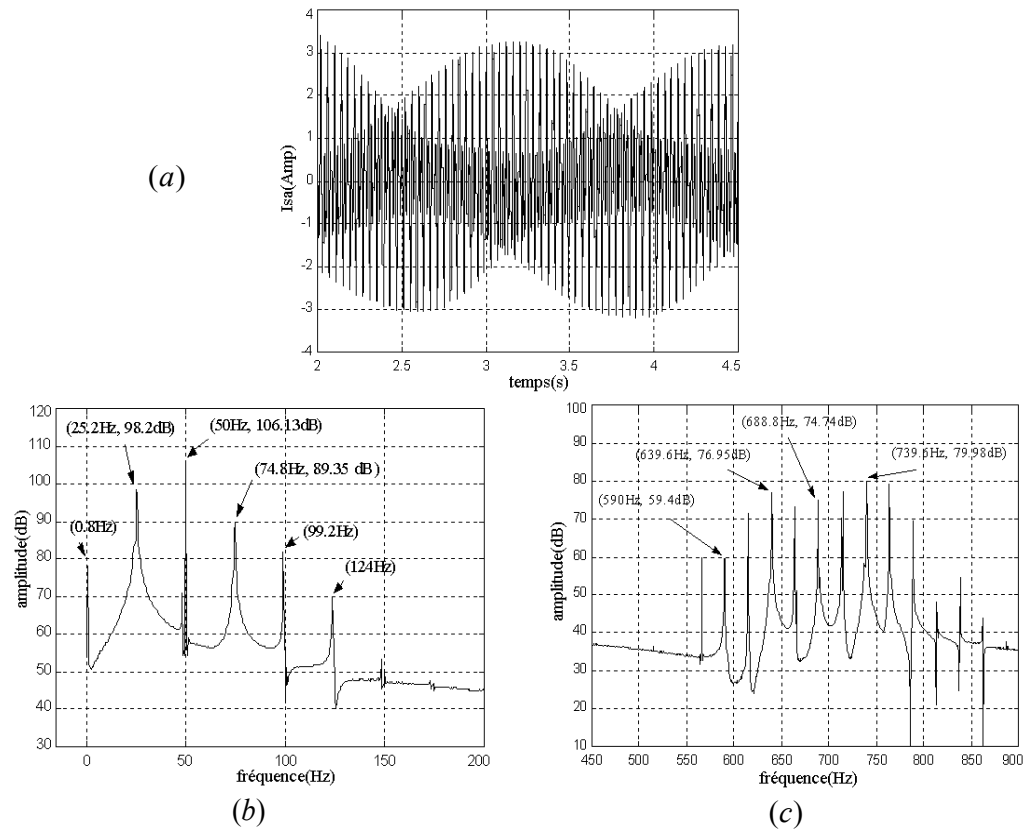 4
3
2
1
0
-1
-2
-3
-4
Isa(Amp)
(a)
2 2.5 3 3.5 4 4.5
temps(s)
120
110
100
90
80
70
60
50
40
30
amplitude(dB)
(25.2Hz, 98.2dB)
(50Hz, 106.13dB)
(74.8Hz, 89.35 dB)
(0.8Hz)
(99.2Hz)
(124Hz)
0 50 100 150 200
fréquence(Hz)
(b)
100
90
80
70
60
50
40
30
20
10
amplitude(dB)
(688.8Hz, 74.74dB)
(639.6Hz, 76.95dB)
(739.6Hz, 79.98dB)
(590Hz, 59.4dB)
450 500 550 600 650 700 750 800 850 900
fréquence(Hz)
(c)